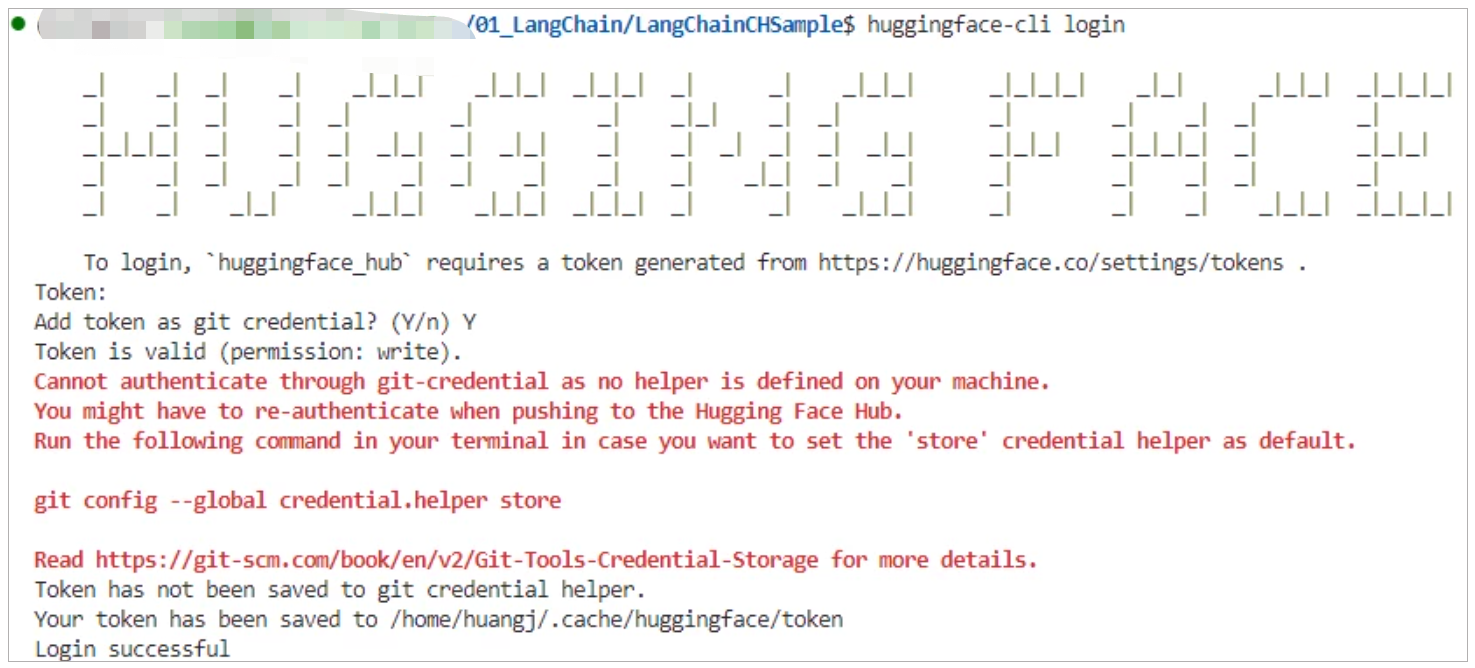 /01_LangChain/LangChainCHSample$ huggingface-cli login
HUGGING FACE
To login, `huggingface_hub` requires a token generated from https://huggingface.co/settings/tokens .
Token:
Add token as git credential? (Y/n) Y
Token is valid (permission: write).
Cannot authenticate through git-credential as no helper is defined on your machine.
You might have to re-authenticate when pushing to the Hugging Face Hub.
Run the following command in your terminal in case you want to set the 'store' credential helper as default.
git config --global credential.helper store
Read https://git-scm.com/book/en/v2/Git-Tools-Credential-Storage for more details.
Token has not been saved to git credential helper.
Your token has been saved to /home/huangj/.cache/huggingface/token
Login successful